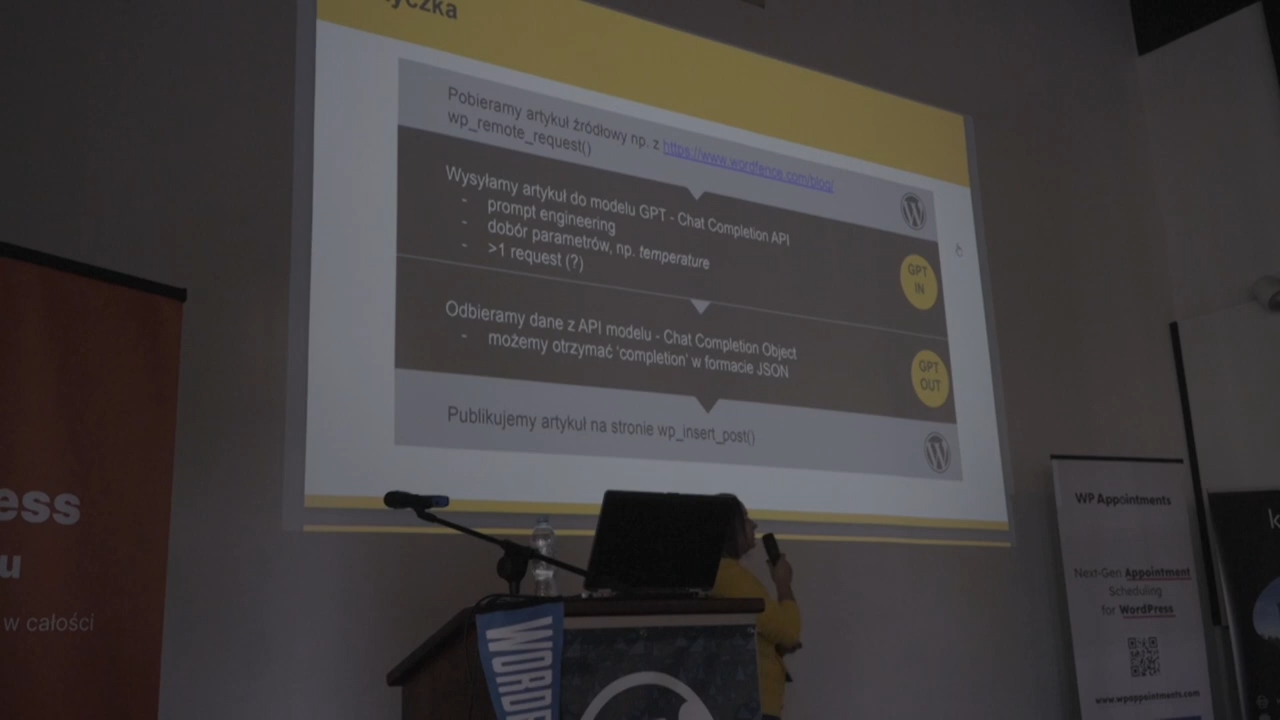 yczka
Pobieramy artykuł źródłowy np. z https://www.wordfence.com/blog/
wp_remote_request()
Wysyłamy artykuł do modelu GPT - Chat Completion API
- prompt engineering
- dobór parametrów, np. temperature
- >1 request (?)
GPT
IN
Odbieramy dane z API modelu - Chat Completion Object
- możemy otrzymać 'completion' w formacie JSON
GPT
OUT
Publikujemy artykuł na stronie wp_insert_post()
ess
u
w całości
WORDP
WP Appointments
Next-Gen Appointment
Scheduling
for WordPress
www.wpappointments.com
k